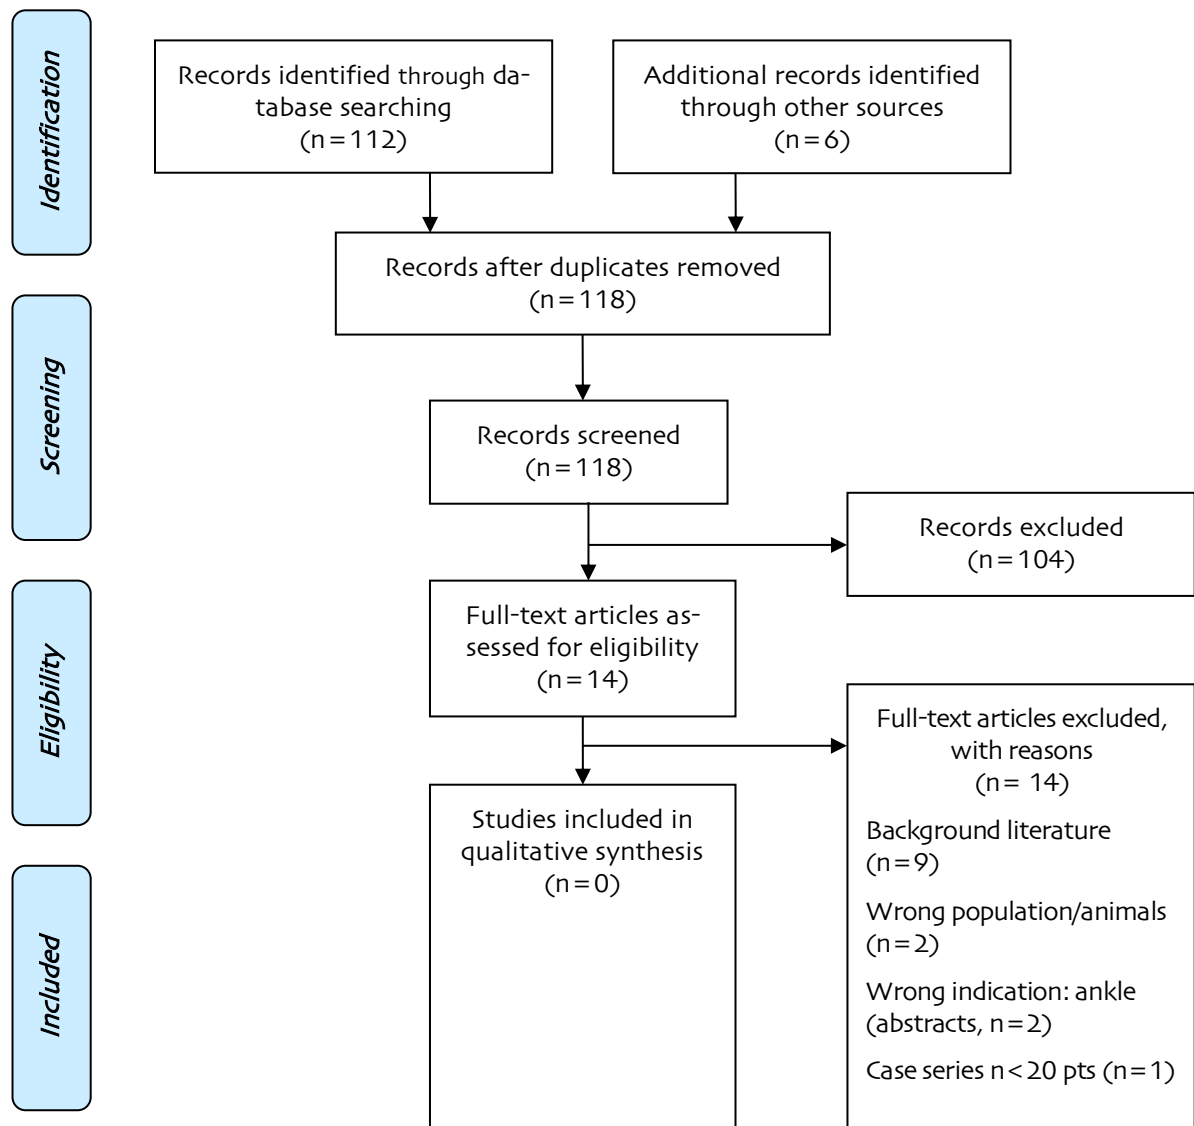 Identification
Records identified through da-
tabase searching
(n=112)
Additional records identified
through other sources
(n=6)
Records after duplicates removed
(n=118)
Screening
Records screened
(n=118)
Records excluded
(n=104)
Eligibility
Full-text articles as-
sessed for eligibility
(n=14)
Full-text articles excluded,
with reasons
(n= 14)
Background literature
(n=9)
Wrong population/animals
(n=2)
Wrong indication: ankle
(abstracts, n=2)
Case series n<20 pts (n=1)
Included
Studies included in
qualitative synthesis
(n=0)